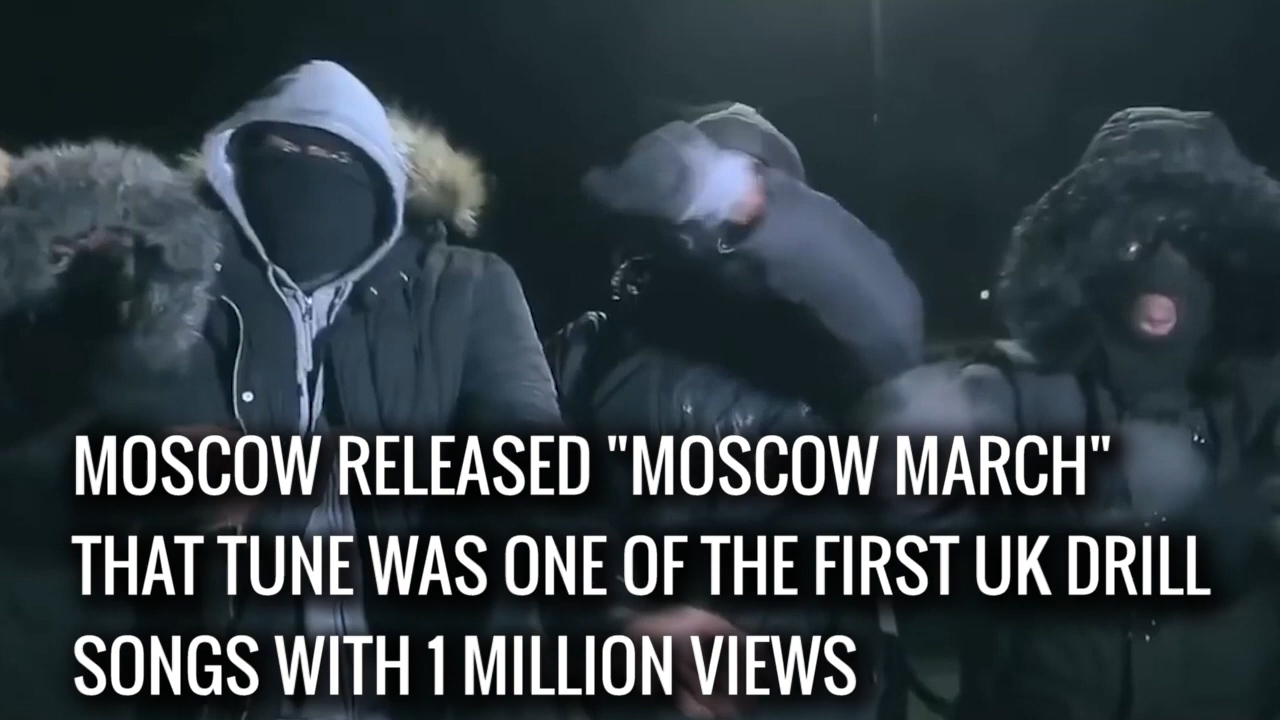 MOSCOW RELEASED "MOSCOW MARCH"
THAT TUNE WAS ONE OF THE FIRST UK DRILL
SONGS WITH 1 MILLION VIEWS